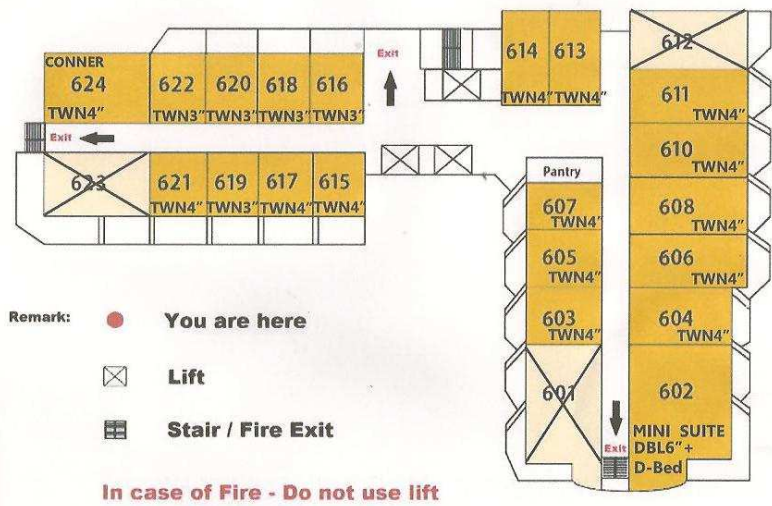 612
Exit
614
613
TWN4”
TWN4”
CONNER
624
TWN4”
622
TWN3”
620
TWN3”
618
TWN3”
616
TWN3”
611
TWN4”
Exit
610
TWN4”
623
621
TWN4”
619
TWN3”
617
TWN4”
615
TWN4”
Pantry
607
TWN4”
608
TWN4”
605
TWN4”
606
TWN4”
603
TWN4”
604
TWN4”
601
602
MINI SUITE
DBL6”+
D-Bed
Exit
Remark:
You are here
Lift
Stair / Fire Exit
In case of Fire - Do not use lift